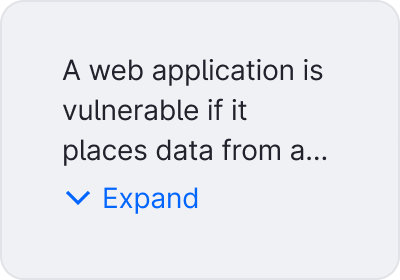 A web application is
vulnerable if it
places data from a...
Expand